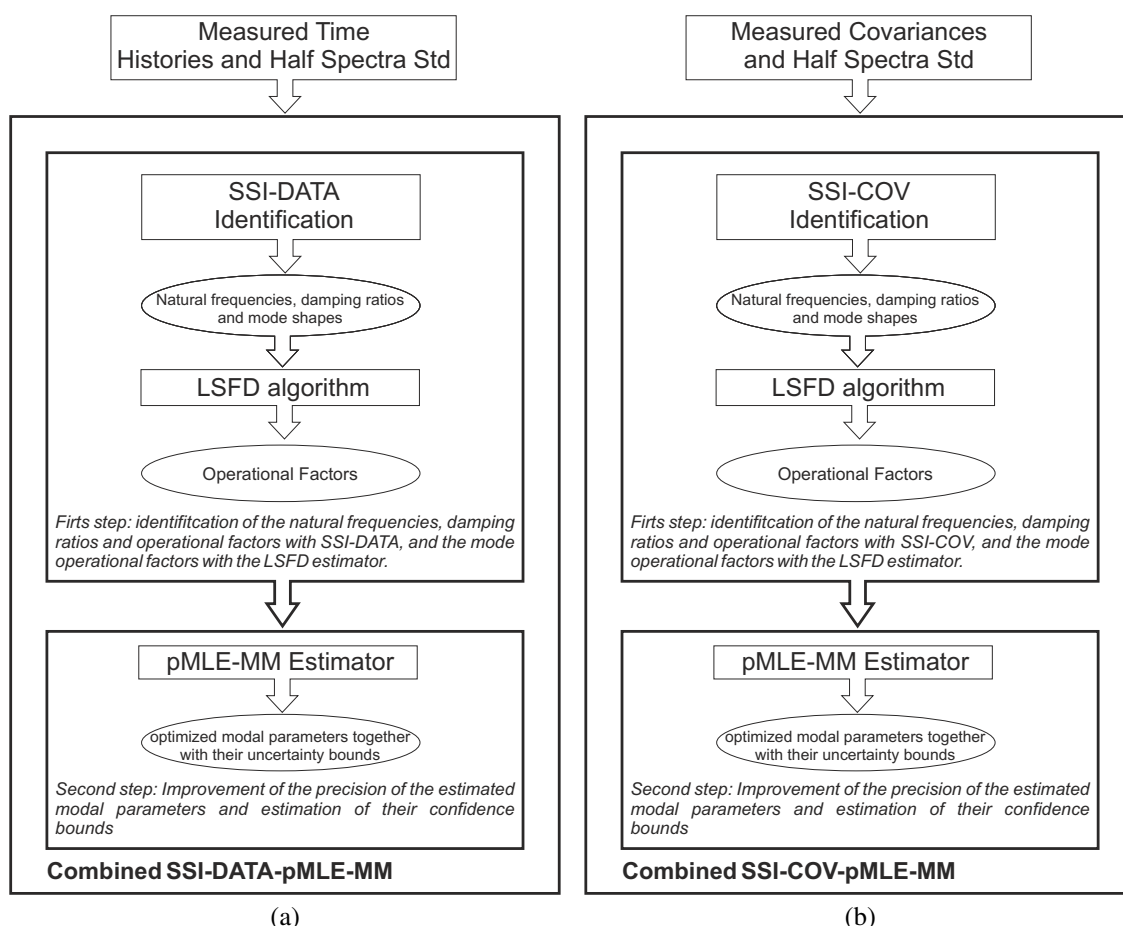 Measured Time
Histories and Half Spectra Std
SSI-DATA
Identification
Natural frequencies, damping ratios
and mode shapes
LSFD algorithm
Operational Factors
Firts step: identifitcation of the natural frequencies, damping
ratios and operational factors with SSI-DATA, and the mode
operational factors with the LSFD estimator.
pMLE-MM Estimator
optimized modal parameters together
with their uncertainty bounds
Second step: Improvement of the precision of the estimated
modal parameters and estimation of their confidence
bounds
Combined SSI-DATA-pMLE-MM
(a)
Measured Covariances
and Half Spectra Std
SSI-COV
Identification
Natural frequencies, damping ratios
and mode shapes
LSFD algorithm
Operational Factors
Firts step: identifitcation of the natural frequencies, damping
ratios and operational factors with SSI-COV, and the mode
operational factors with the LSFD estimator.
pMLE-MM Estimator
optimized modal parameters together
with their uncertainty bounds
Second step: Improvement of the precision of the estimated
modal parameters and estimation of their confidence
bounds
Combined SSI-COV-pMLE-MM
(b)